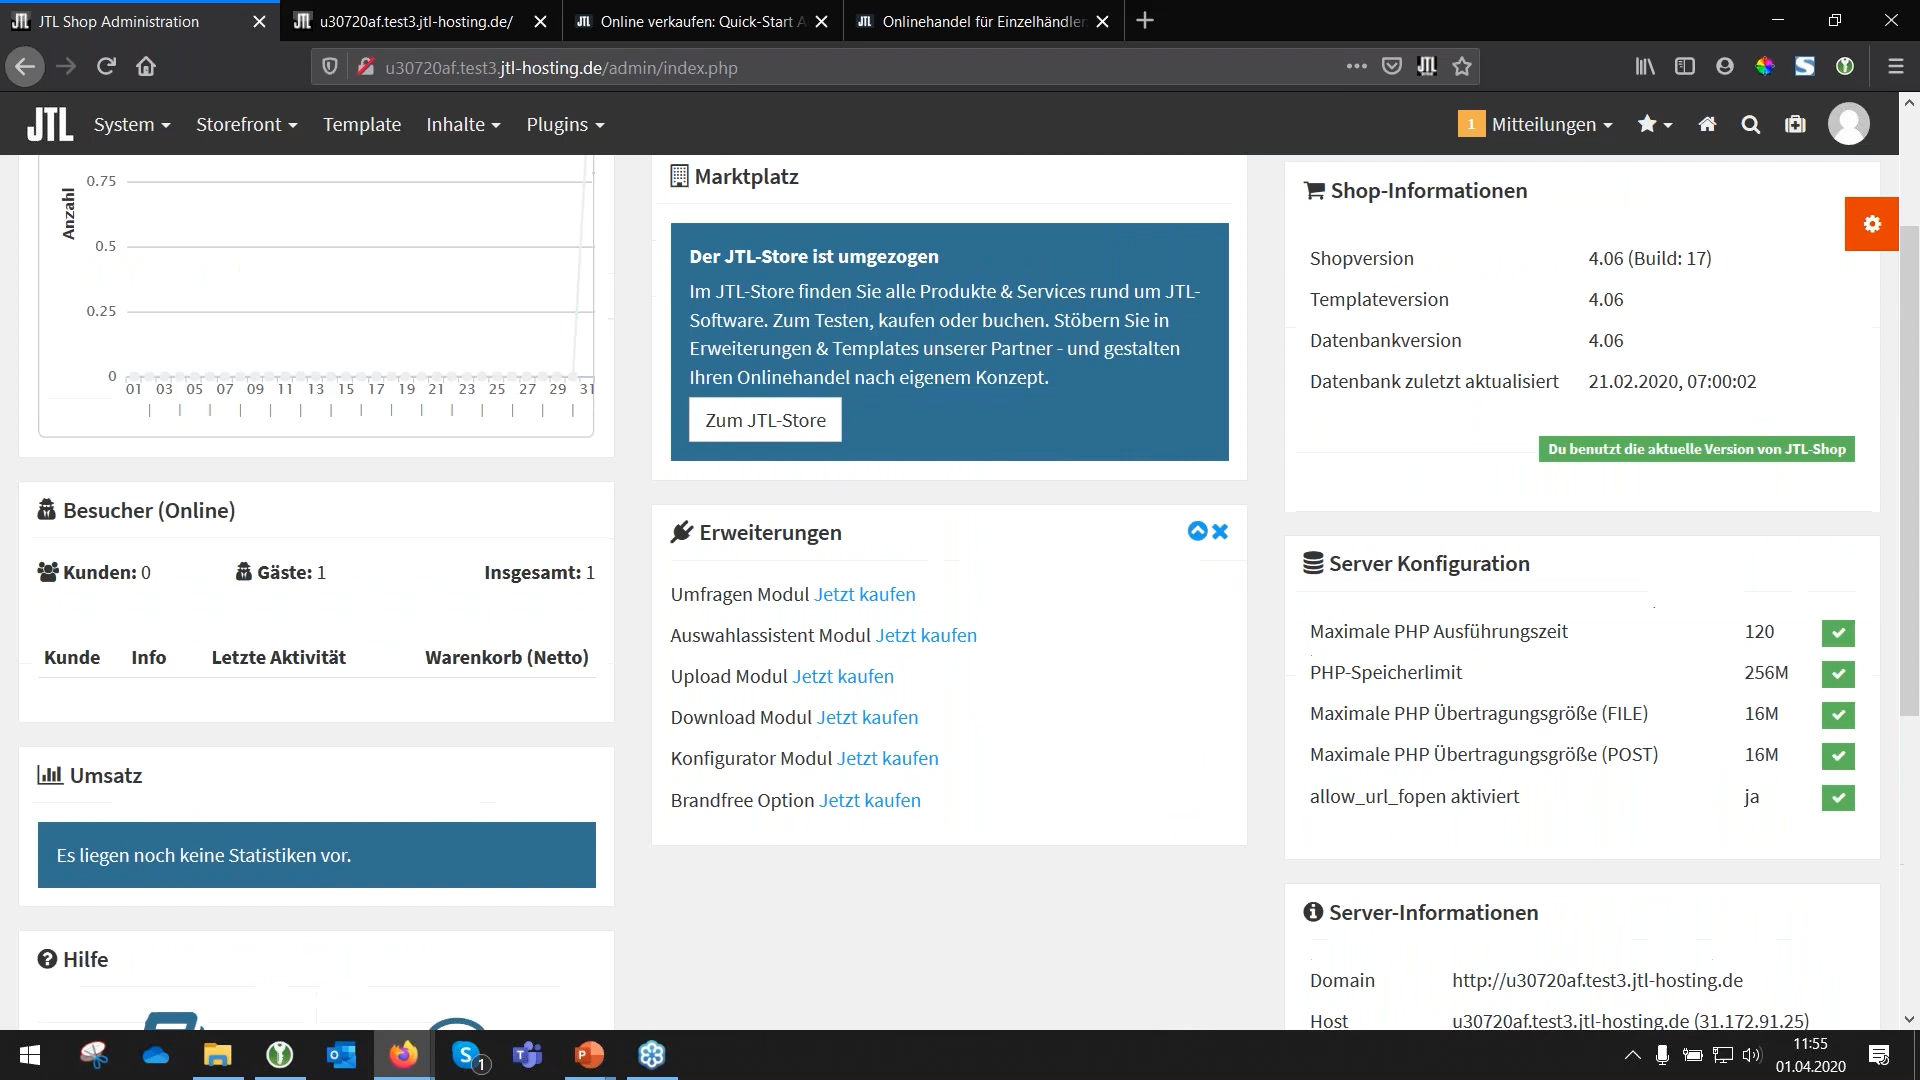 JTL Shop Administration
u30720af.test3.jtl-hosting.de/
Online verkaufen: Quick-Start A
Onlinehandel für Einzelhändler
u30720af.test3.jtl-hosting.de/admin/index.php
JTL System Storefront Template Inhalte Plugins
1 Mitteilungen
Anzahl
0.75
0.5
0.25
0
01 03 05 07 09 11 13 15 17 19 21 23 25 27 29 31
Besucher (Online)
Kunden: 0 Gäste: 1 Insgesamt: 1
Kunde Info Letzte Aktivität Warenkorb (Netto)
Umsatz
Es liegen noch keine Statistiken vor.
Hilfe
Marktplatz
Der JTL-Store ist umgezogen
Im JTL-Store finden Sie alle Produkte & Services rund um JTL-
Software. Zum Testen, kaufen oder buchen. Stöbern Sie in
Erweiterungen & Templates unserer Partner - und gestalten
Ihren Onlinehandel nach eigenem Konzept.
Zum JTL-Store
Erweiterungen
Umfragen Modul Jetzt kaufen
Auswahlassistent Modul Jetzt kaufen
Upload Modul Jetzt kaufen
Download Modul Jetzt kaufen
Konfigurator Modul Jetzt kaufen
Brandfree Option Jetzt kaufen
Shop-Informationen
Shopversion 4.06 (Build: 17)
Templateversion 4.06
Datenbankversion 4.06
Datenbank zuletzt aktualisiert 21.02.2020, 07:00:02
Du benutzt die aktuelle Version von JTL-Shop
Server Konfiguration
Maximale PHP Ausführungszeit 120
PHP-Speicherlimit 256M
Maximale PHP Übertragungsgröße (FILE) 16M
Maximale PHP Übertragungsgröße (POST) 16M
allow_url_fopen aktiviert ja
Server-Informationen
Domain http://u30720af.test3.jtl-hosting.de
Host u30720af.test3.jtl-hosting.de (31.172.91.25)
1
11:55
01.04.2020